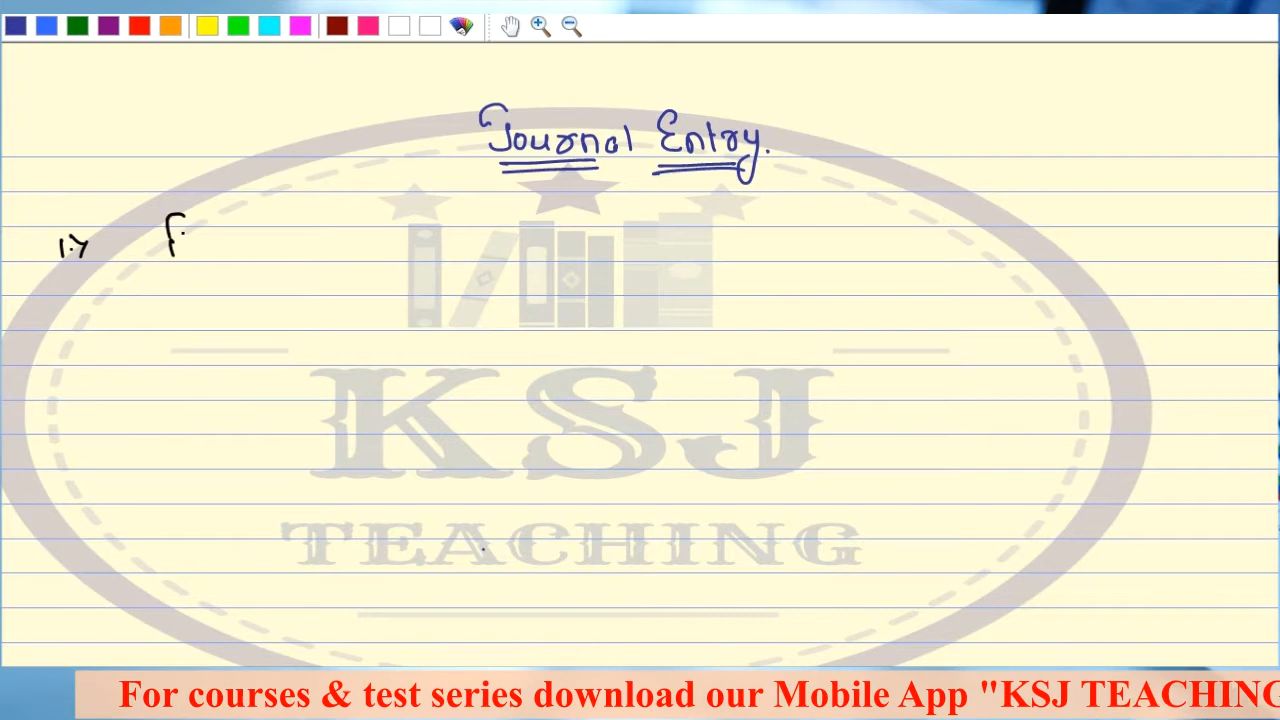 Journal Entry.
1.)
KSJ
TEACHING
For courses & test series download our Mobile App "KSJ TEACHING